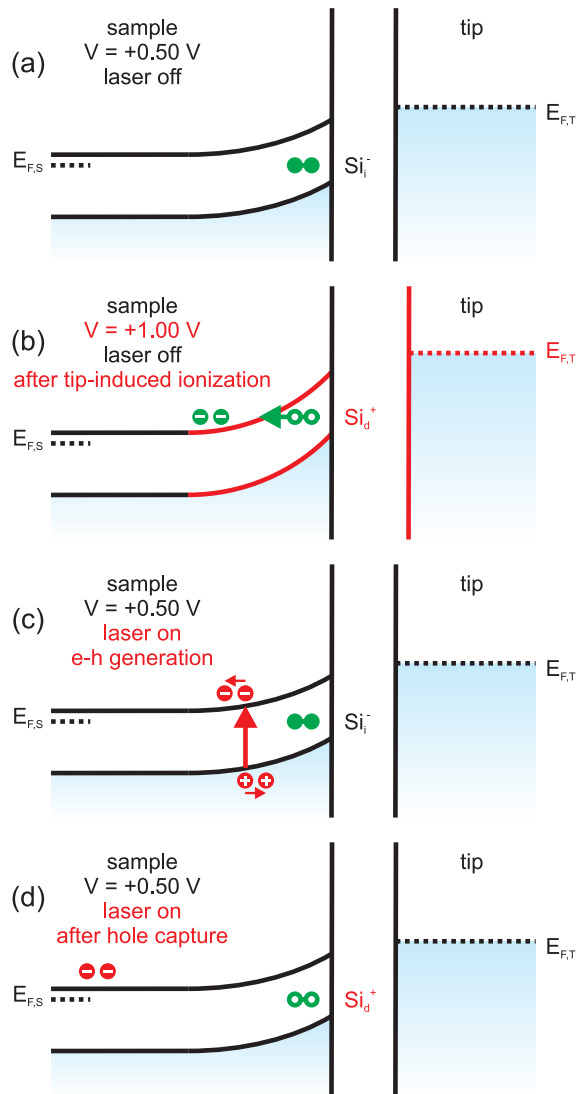 (a)
sample
V = +0.50 V
laser off
tip
E_F,S
Si_i^-
E_F,T
(b)
sample
V = +1.00 V
laser off
after tip-induced ionization
tip
E_F,S
Si_d^+
E_F,T
(c)
sample
V = +0.50 V
laser on
e-h generation
tip
E_F,S
Si_i^-
E_F,T
(d)
sample
V = +0.50 V
laser on
after hole capture
tip
E_F,S
Si_d^+
E_F,T